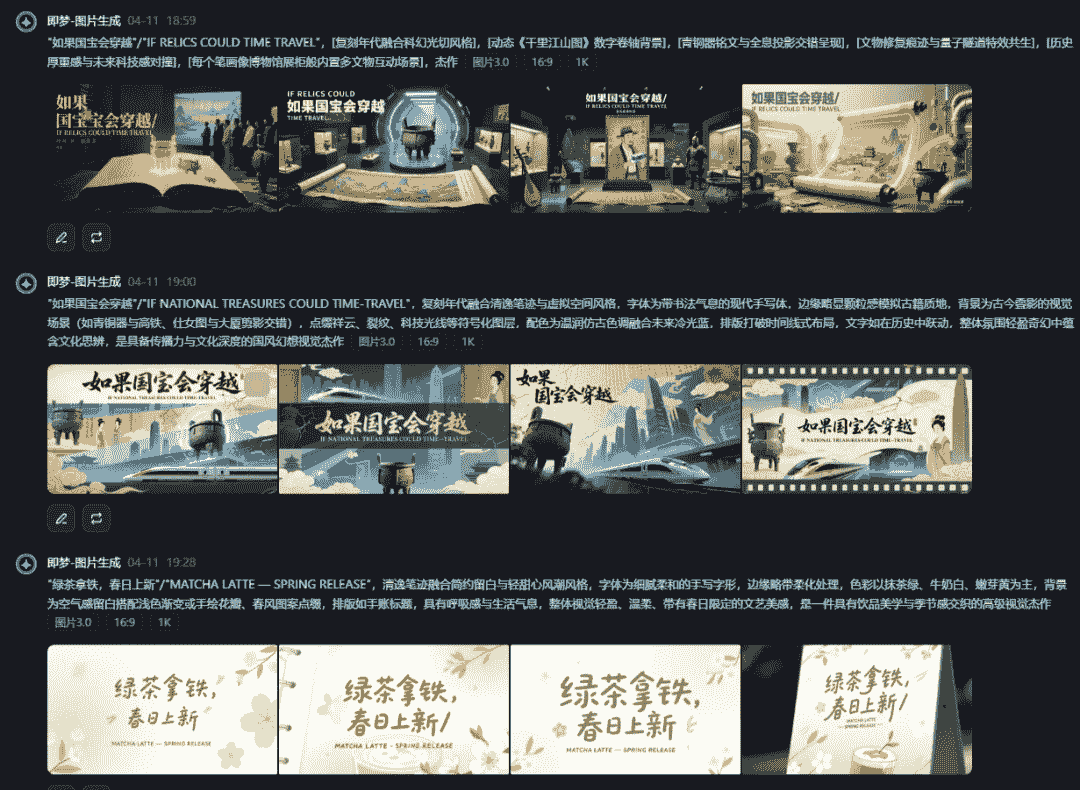 即梦-图片生成 04-11 18:59
"如果国宝会穿越"/"IF RELICS COULD TIME TRAVEL"，[复刻年代融合科幻光切风格]，[动态《千里江山图》数字卷轴背景]，[青铜器铭文与全息投影交错呈现]，[文物修复痕迹与量子隧道特效共生]，[历史
厚重感与未来科技感对撞]，[每个笔画像博物馆展柜般内置多文物互动场景]，杰作 图片3.0 16:9 1K
如果
国宝宝会穿越/
IF RELICS COULD TIME TRAVEL
IF RELICS COULD
如果国宝会穿越
TIME TRAVEL
如果国宝会穿越/
IF RELICS COULD TIME TRAVEL
如果国宝会穿越/
IF RELICS COULD TIME TRAVEL
即梦-图片生成 04-11 19:00
"如果国宝会穿越"/"IF NATIONAL TREASURES COULD TIME-TRAVEL"，复刻年代融合清逸笔迹与虚拟空间风格，字体为带书法气息的现代手写体，边缘略显颗粒感模拟古籍质地，背景为古今叠影的视觉
场景（如青铜器与高铁、仕女图与大厦剪影交错），点缀祥云、裂纹、科技光线等符号化图层，配色为温润仿古色调融合未来冷光蓝，排版打破时间线式布局，文字如在历史中跃动，整体氛围轻盈奇幻中蕴
含文化思辨，是具备传播力与文化深度的国风幻想视觉杰作 图片3.0 16:9 1K
如果国宝会穿越
IF NATIONAL TREASURES COULD TIME-TRAVEL
如果国宝会穿越
IF NATIONAL TREASURES COULD TIME-TRAVEL
如果
国宝会穿越
如果国宝会穿越
IF NATIONAL TREASURES COULD TIME-TRAVEL
即梦-图片生成 04-11 19:28
"绿茶拿铁，春日上新"/"MATCHA LATTE — SPRING RELEASE"，清逸笔迹融合简约留白与轻甜心风潮风格，字体为细腻柔和的手写字形，边缘略带柔化处理，色彩以抹茶绿、牛奶白、嫩芽黄为主，背景
为空气感留白搭配浅色渐变或手绘花瓣、春风图案点缀，排版如手账标题，具有呼吸感与生活气息，整体视觉轻盈、温柔、带有春日限定的文艺美感，是一件具有饮品美学与季节感交织的高级视觉杰作
图片3.0 16:9 1K
绿茶拿铁，
春日上新
MATCHA LATTE — SPRING RELEASE
绿茶拿铁，
春日上新/
MATCHA LATTE - SPRING RELEASE
绿茶拿铁，
春日上新
MATCHA LATTE — SPRING RELEASE
绿茶拿铁，
春日上新/
MATCHA LATTE